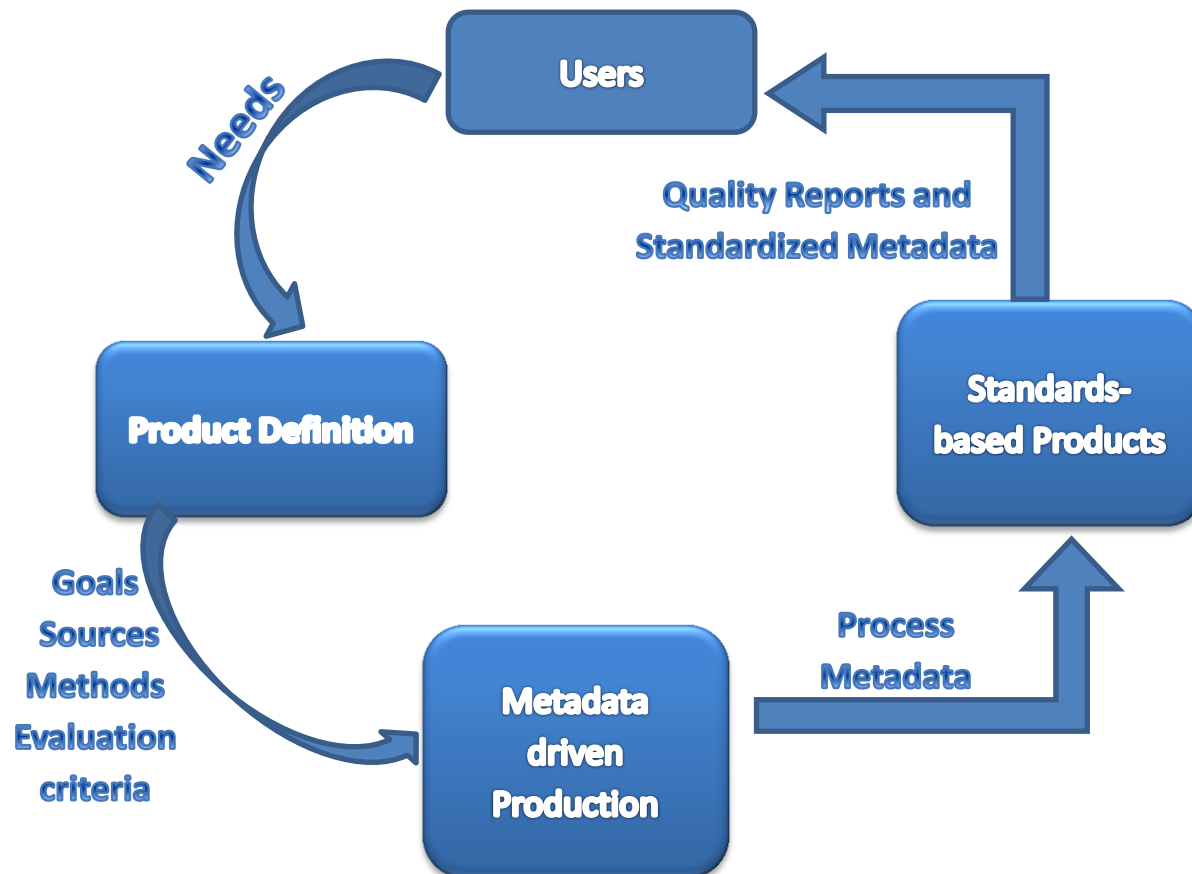 Users
Needs
Quality Reports and
Standardized Metadata
Product Definition
Standards-
based Products
Goals
Sources
Methods
Evaluation
criteria
Process
Metadata
Metadata
driven
Production